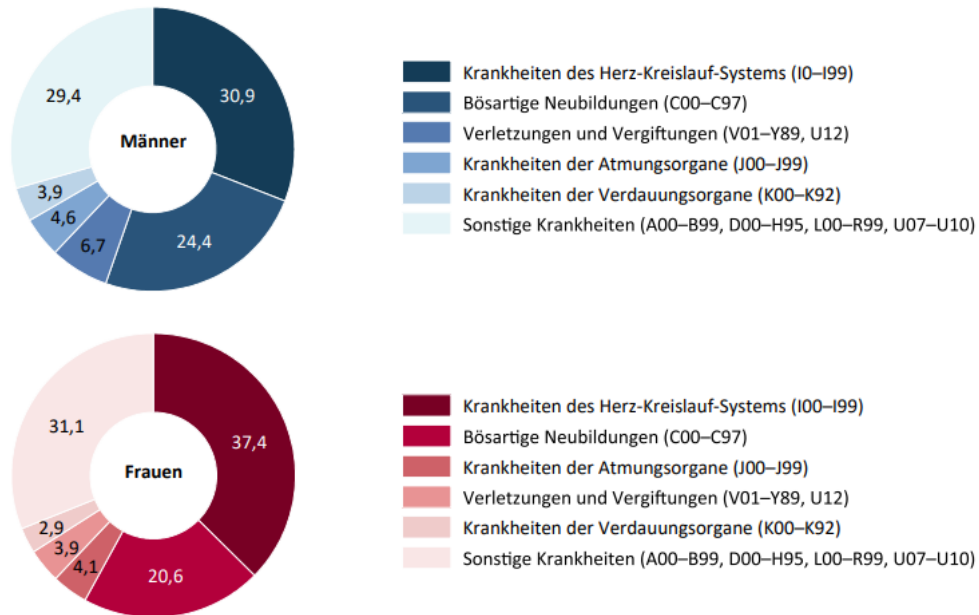 29,4
30,9
Männer
3,9
4,6
6,7
24,4
Krankheiten des Herz-Kreislauf-Systems (I0–I99)
Bösartige Neubildungen (C00–C97)
Verletzungen und Vergiftungen (V01–Y89, U12)
Krankheiten der Atmungsorgane (J00–J99)
Krankheiten der Verdauungsorgane (K00–K92)
Sonstige Krankheiten (A00–B99, D00–H95, L00–R99, U07–U10)
31,1
37,4
Frauen
2,9
3,9
4,1
20,6
Krankheiten des Herz-Kreislauf-Systems (I00–I99)
Bösartige Neubildungen (C00–C97)
Krankheiten der Atmungsorgane (J00–J99)
Verletzungen und Vergiftungen (V01–Y89, U12)
Krankheiten der Verdauungsorgane (K00–K92)
Sonstige Krankheiten (A00–B99, D00–H95, L00–R99, U07–U10)